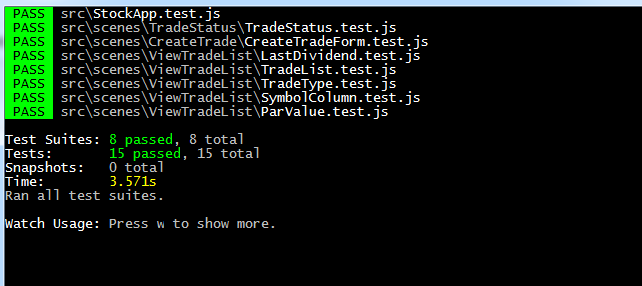 PASS src\StockApp.test.js
PASS src\scenes\TradeStatus\TradeStatus.test.js
PASS src\scenes\CreateTrade\CreateTradeForm.test.js
PASS src\scenes\ViewTradeList\LastDividend.test.js
PASS src\scenes\ViewTradeList\TradeList.test.js
PASS src\scenes\ViewTradeList\TradeType.test.js
PASS src\scenes\ViewTradeList\SymbolColumn.test.js
PASS src\scenes\ViewTradeList\ParValue.test.js
Test Suites: 8 passed, 8 total
Tests: 15 passed, 15 total
Snapshots: 0 total
Time: 3.571s
Ran all test suites.
Watch Usage: Press w to show more.